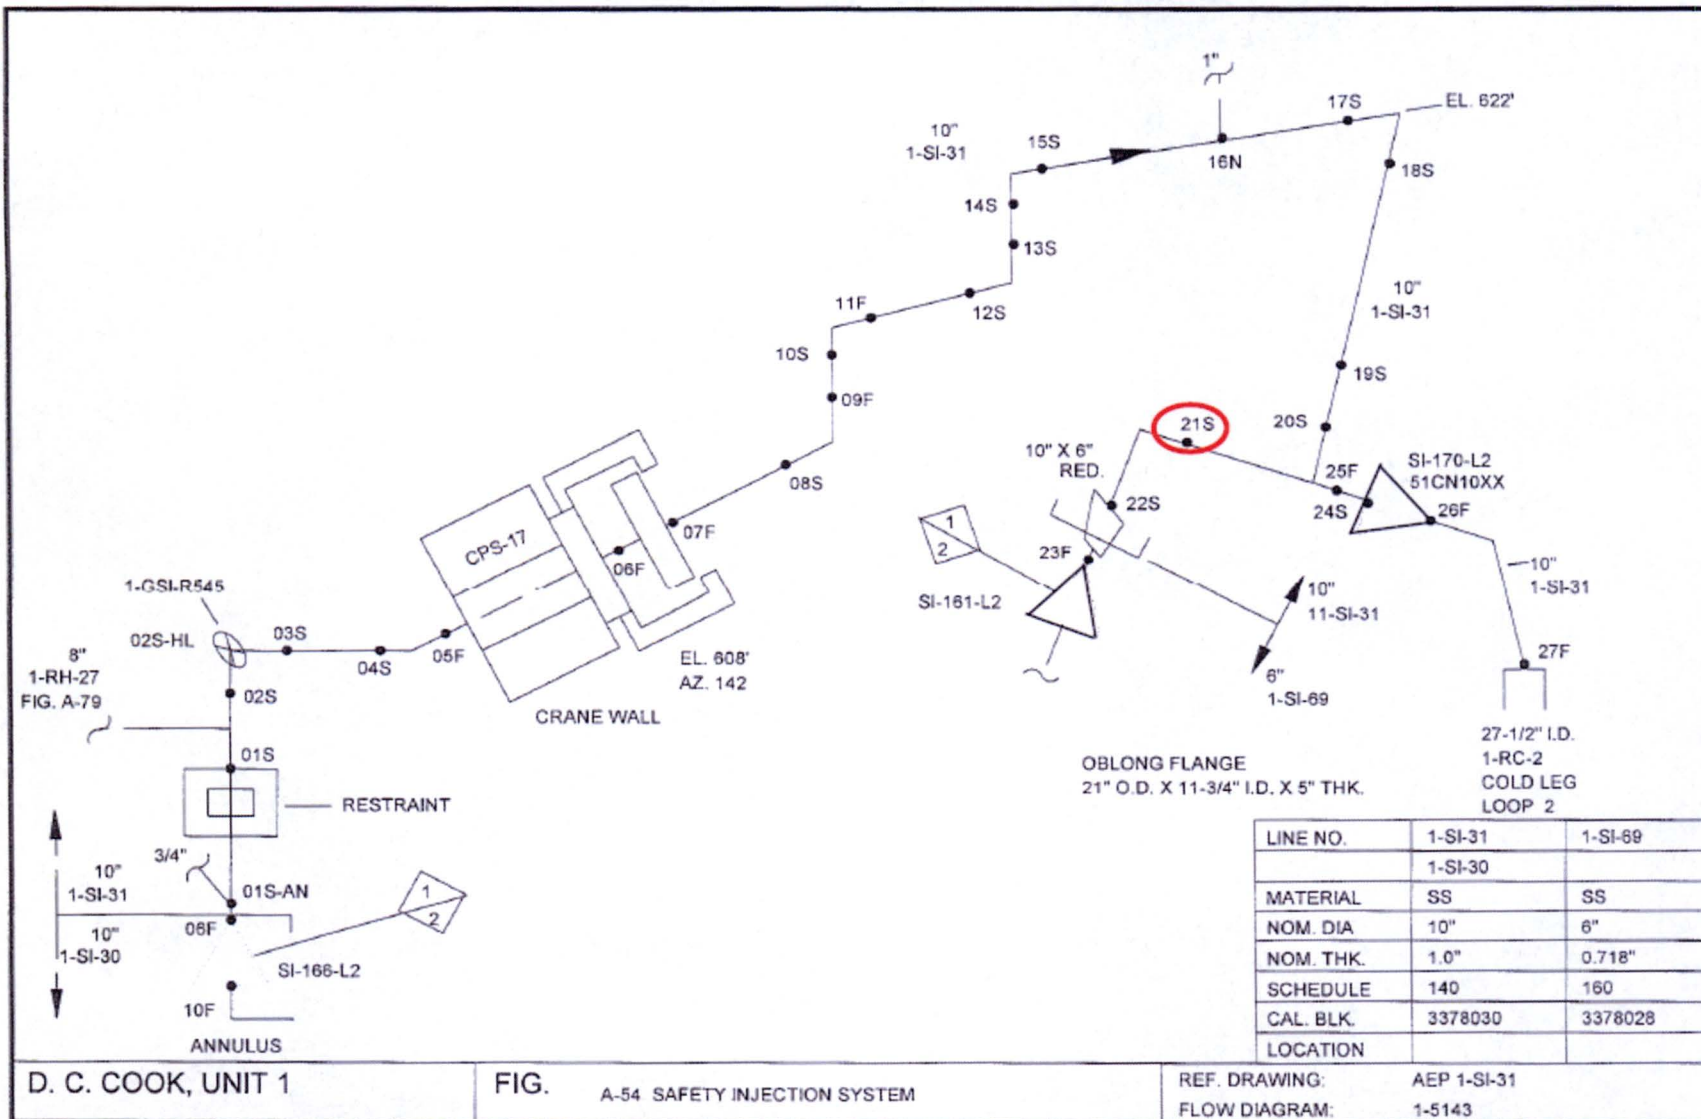 1"
17S
EL. 622'
10"
1-SI-31
15S
16N
18S
14S
13S
10"
1-SI-31
11F
12S
10S
19S
09F
21S
20S
10" X 6"
RED.
SI-170-L2
51CN10XX
25F
08S
22S
24S
26F
1
2
07F
CPS-17
23F
06F
10"
1-SI-31
1-GSI-R545
SI-161-L2
10"
11-SI-31
02S-HL
03S
04S
05F
8"
1-RH-27
FIG. A-79
EL. 608'
AZ. 142
27F
6"
1-SI-69
02S
CRANE WALL
27-1/2" I.D.
1-RC-2
COLD LEG
LOOP 2
01S
OBLONG FLANGE
21" O.D. X 11-3/4" I.D. X 5" THK.
RESTRAINT
3/4"
10"
1-SI-31
01S-AN
1
2
06F
10"
1-SI-30
SI-166-L2
10F
ANNULUS
LINE NO. 1-SI-31 1-SI-69
1-SI-30
MATERIAL SS SS
NOM. DIA 10" 6"
NOM. THK. 1.0" 0.718"
SCHEDULE 140 160
CAL. BLK. 3378030 3378028
LOCATION
D. C. COOK, UNIT 1
FIG. A-54 SAFETY INJECTION SYSTEM
REF. DRAWING: AEP 1-SI-31
FLOW DIAGRAM: 1-5143